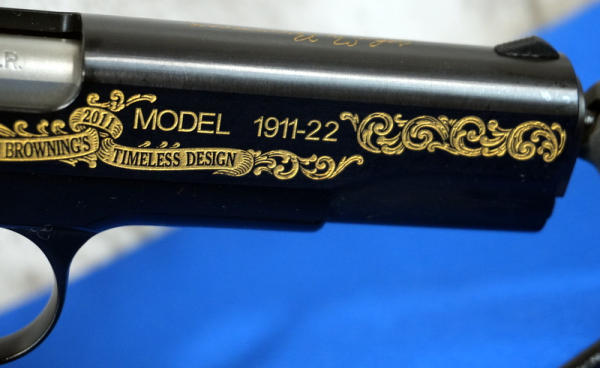 .R.
2011
MODEL 1911-22
BROWNING'S
TIMELESS DESIGN